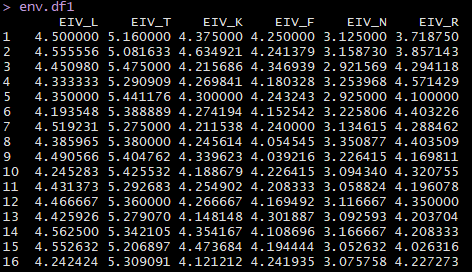 > env.df1
EIV_L EIV_T EIV_K EIV_F EIV_N EIV_R
1 4.500000 5.160000 4.375000 4.250000 3.125000 3.718750
2 4.555556 5.081633 4.634921 4.241379 3.158730 3.857143
3 4.450980 5.475000 4.215686 4.346939 2.921569 4.294118
4 4.333333 5.290909 4.269841 4.180328 3.253968 4.571429
5 4.350000 5.441176 4.300000 4.243243 2.925000 4.100000
6 4.193548 5.388889 4.274194 4.152542 3.225806 4.403226
7 4.519231 5.275000 4.211538 4.240000 3.134615 4.288462
8 4.385965 5.380000 4.245614 4.054545 3.350877 4.403509
9 4.490566 5.404762 4.339623 4.039216 3.226415 4.169811
10 4.245283 5.425532 4.188679 4.226415 3.094340 4.320755
11 4.431373 5.292683 4.254902 4.208333 3.058824 4.196078
12 4.466667 5.360000 4.266667 4.169492 3.116667 4.350000
13 4.425926 5.279070 4.148148 4.301887 3.092593 4.203704
14 4.562500 5.342105 4.354167 4.108696 3.166667 4.208333
15 4.552632 5.206897 4.473684 4.194444 3.052632 4.026316
16 4.242424 5.309091 4.121212 4.241935 3.075758 4.227273